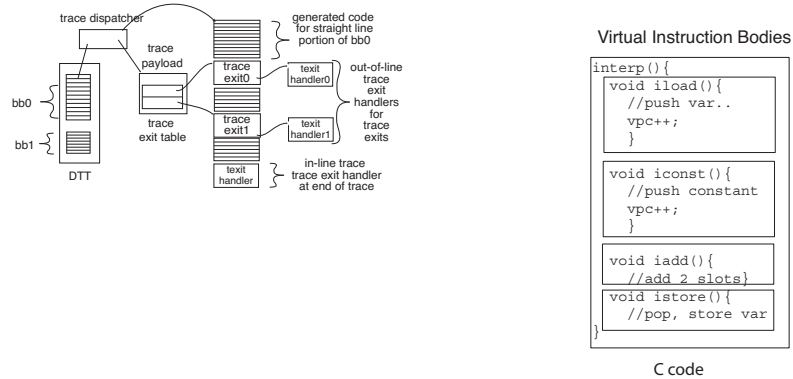 trace dispatcher
generated code
for straight line
portion of bb0
trace
payload
trace
exit0
texit
handler0
out-of-line
trace
exit
handlers
for
trace
exits
bb0
trace
exit1
texit
handler1
trace
exit table
bb1
DTT
texit
handler
in-line trace
trace exit handler
at end of trace
Virtual Instruction Bodies
interp(){
void iload(){
//push var..
vpc++;
}
void iconst(){
//push constant
vpc++;
}
void iadd(){
//add 2 slots}
void istore(){
//pop, store var
}
C code